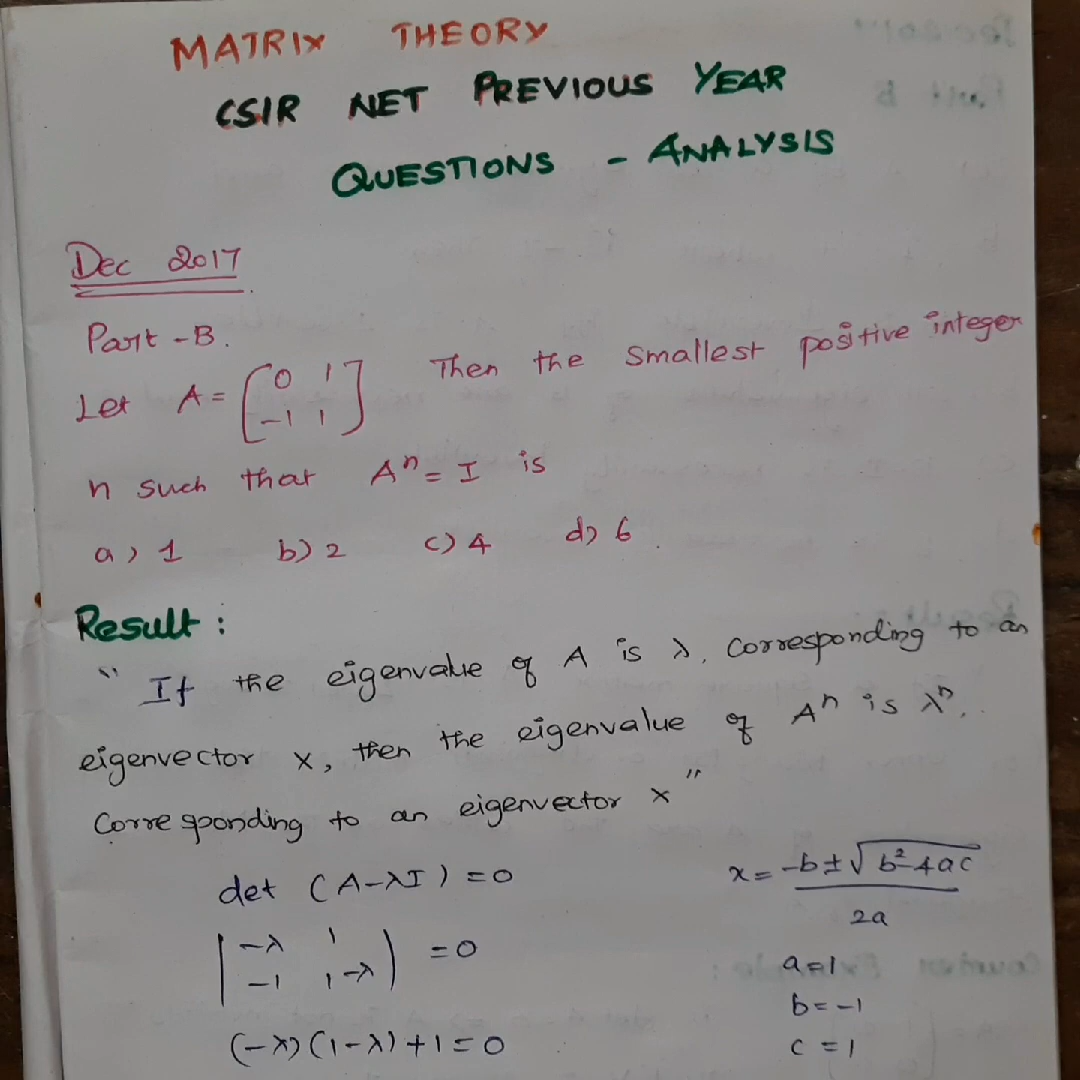 MATRIX THEORY
CSIR NET PREVIOUS YEAR
QUESTIONS - ANALYSIS
Dec 2017
Part - B.
Let A = [0 1; -1 1] Then the smallest positive integer
n such that Aⁿ = I is
a) 1 b) 2 c) 4 d) 6
Result :
" If the eigenvalue of A is λ, corresponding to an
eigenvector x, then the eigenvalue of Aⁿ is λⁿ,
corresponding to an eigenvector x "
det (A-λI) = 0
|-λ 1; -1 1-λ| = 0
(-λ)(1-λ)+1=0
x = (-b ± √(b²-4ac)) / 2a
a=1
b=-1
c=1